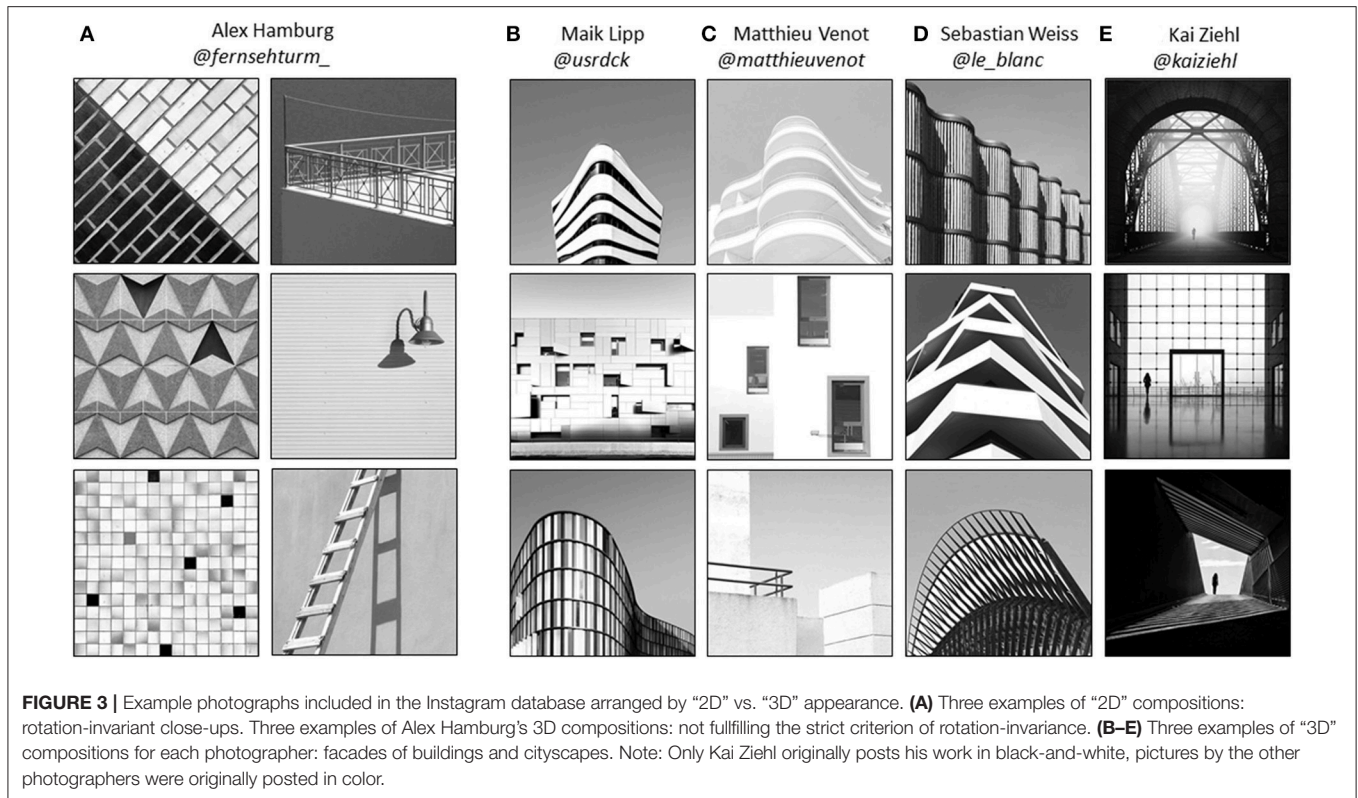 A
Alex Hamburg
@fernsehturm_
B
Maik Lipp
@usrdck
C
Matthieu Venot
@matthieuvenot
D
Sebastian Weiss
@le_blanc
E
Kai Ziehl
@kaiziehl
FIGURE 3 | Example photographs included in the Instagram database arranged by “2D” vs. “3D” appearance. (A) Three examples of “2D” compositions:
rotation-invariant close-ups. Three examples of Alex Hamburg’s 3D compositions: not fullfilling the strict criterion of rotation-invariance. (B–E) Three examples of “3D”
compositions for each photographer: facades of buildings and cityscapes. Note: Only Kai Ziehl originally posts his work in black-and-white, pictures by the other
photographers were originally posted in color.